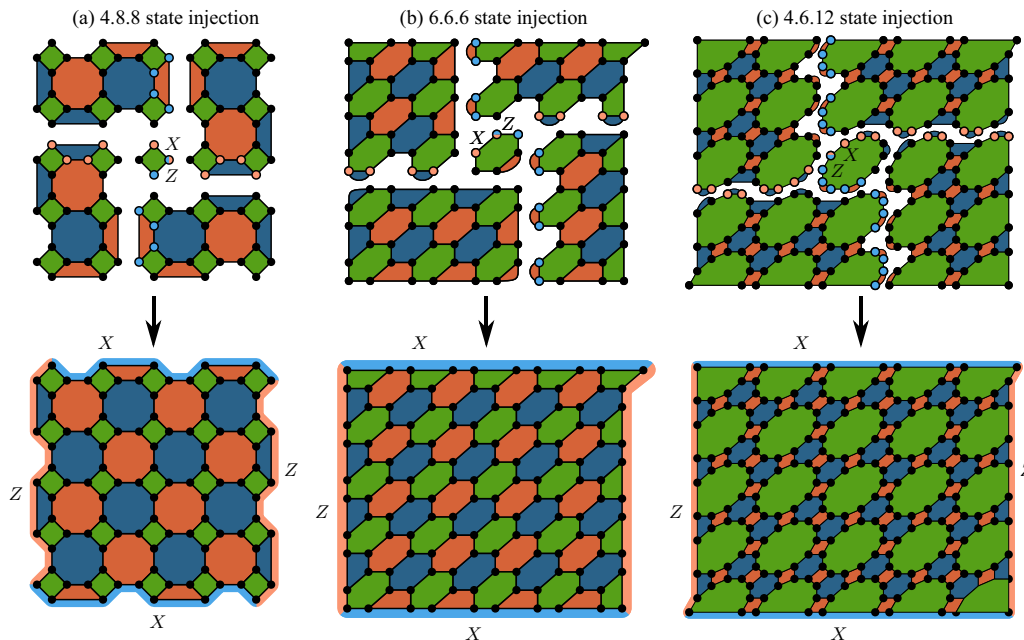 (a) 4.8.8 state injection
(b) 6.6.6 state injection
(c) 4.6.12 state injection
X
Z
Z
X
X
Z
X
X
X
Z
Z
Z
Z
X
X
X